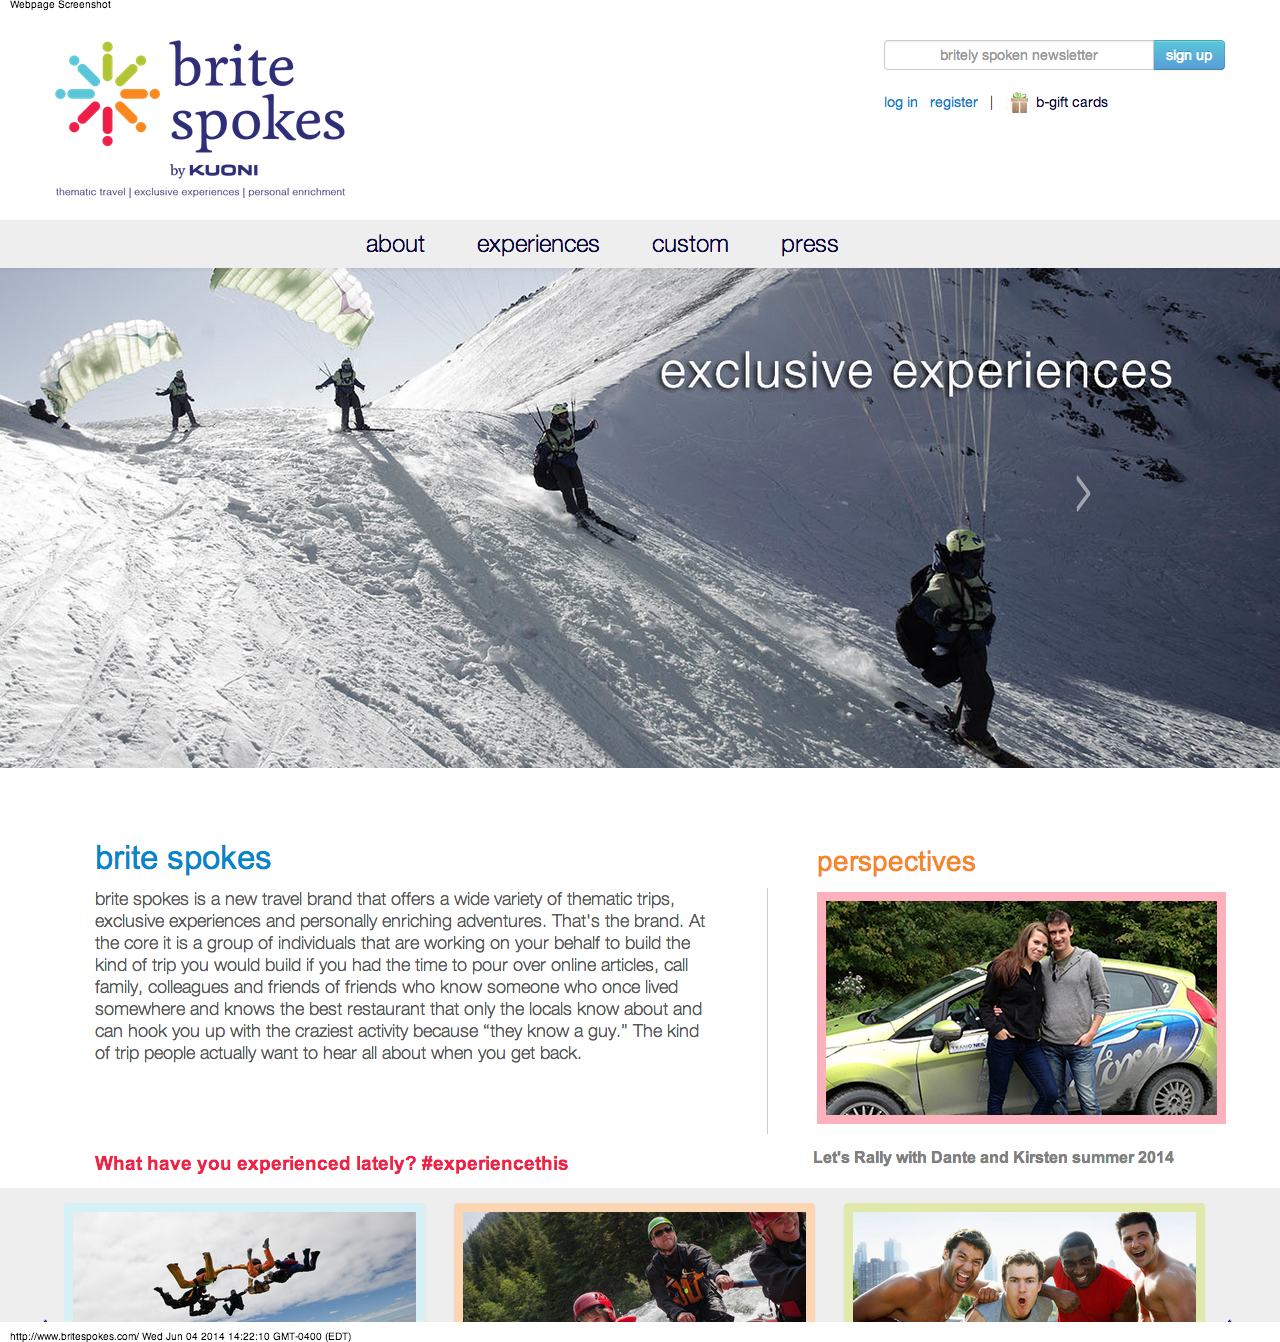 Webpage Screenshot
brite
spokes
by KUONI
thematic travel | exclusive experiences | personal enrichment
britely spoken newsletter
sign up
log in register | b-gift cards
about experiences custom press
exclusive experiences
brite spokes
brite spokes is a new travel brand that offers a wide variety of thematic trips,
exclusive experiences and personally enriching adventures. That's the brand. At
the core it is a group of individuals that are working on your behalf to build the
kind of trip you would build if you had the time to pour over online articles, call
family, colleagues and friends of friends who know someone who once lived
somewhere and knows the best restaurant that only the locals know about and
can hook you up with the craziest activity because “they know a guy.” The kind
of trip people actually want to hear all about when you get back.
What have you experienced lately? #experiencethis
perspectives
2
Ford
Let's Rally with Dante and Kirsten summer 2014
http://www.britespokes.com/ Wed Jun 04 2014 14:22:10 GMT-0400 (EDT)